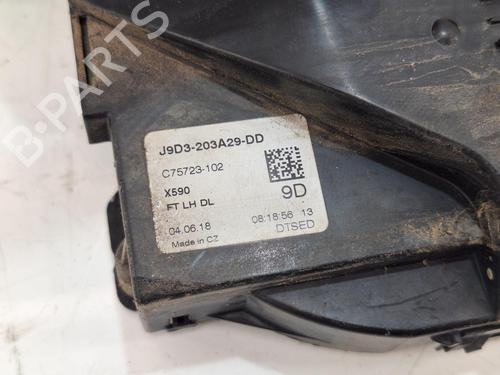 J9D3-203A29-DD
C75723-102
X590
9D
FT LH DL
04.06.18
08:18:56 13
Made in CZ
DTSED
B-PARTS